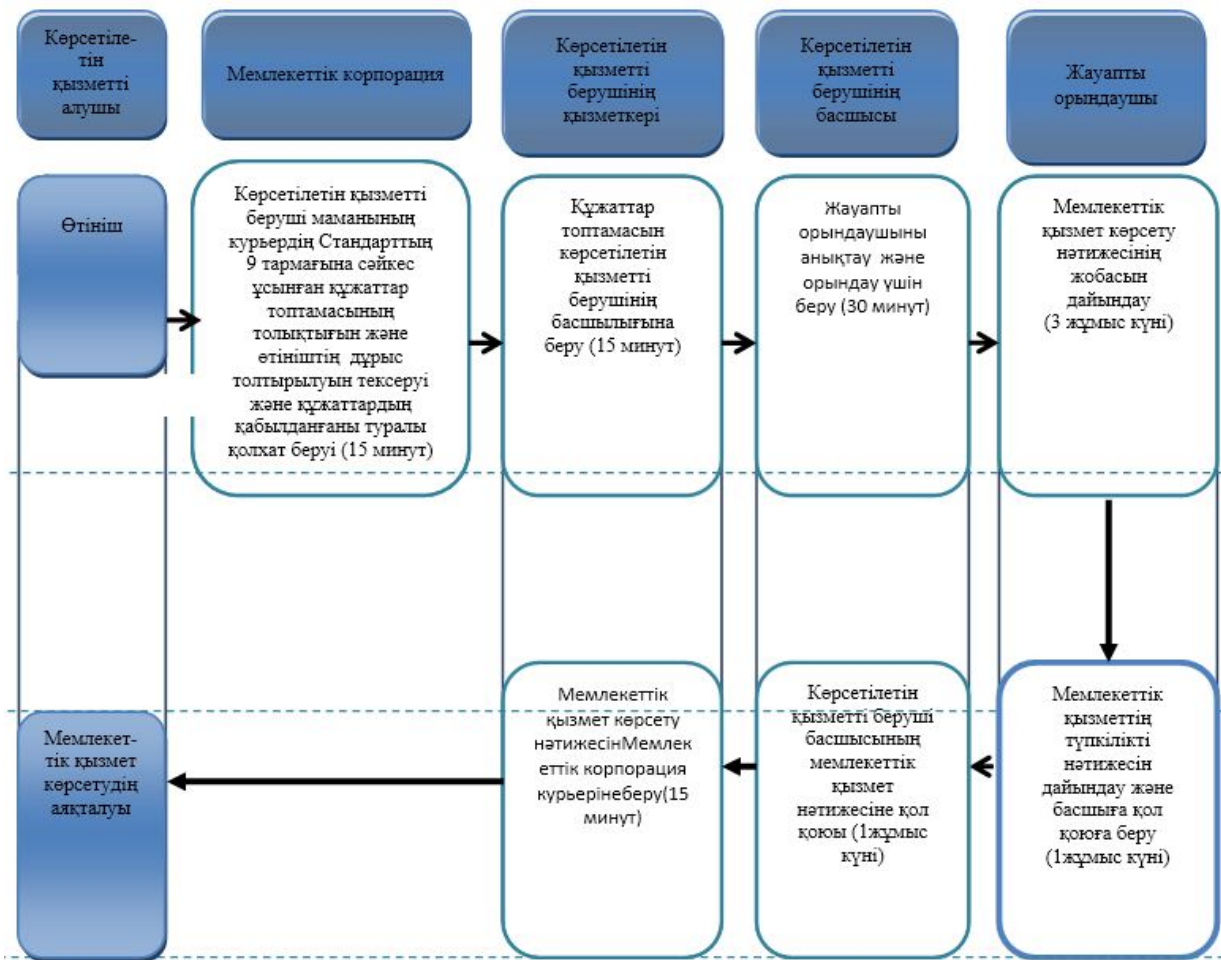 Көрсетіле-
тін
қызметті
алушы
Мемлекеттік корпорация
Көрсетілетін
қызметті
берушінің
қызметкері
Көрсетілетін
қызметті
берушінің
басшысы
Жауапты
орындаушы
Өтініш
Көрсетілетін қызметті
беруші маманының
курьердің Стандарттың
9 тармағына сәйкес
ұсынған құжаттар
топтамасының
толықтығын және
өтініштің дұрыс
толтырылуын тексеруі
және құжаттардың
қабылданғаны туралы
қолхат беруі (15 минут)
Құжаттар
топтамасын
көрсетілетін
қызметті
берушінің
басшылығына
беру (15 минут)
Жауапты
орындаушыны
анықтау және
орындау үшін
беру (30 минут)
Мемлекеттік
қызмет көрсету
нәтижесінің
жобасын
дайындау
(3 жұмыс күні)
Мемлекет-
тік қызмет
көрсетудің
аяқталуы
Мемлекеттік
қызмет көрсету
нәтижесінМемлек
еттік корпорация
курьерінеберу(15
минут)
Көрсетілетін
қызметті беруші
басшысының
мемлекеттік
қызмет
нәтижесіне қол
қоюы (1жұмыс
күні)
Мемлекеттік
қызметтің
түпкілікті
нәтижесін
дайындау және
басшыға қол
қоюға беру
(1жұмыс күні)